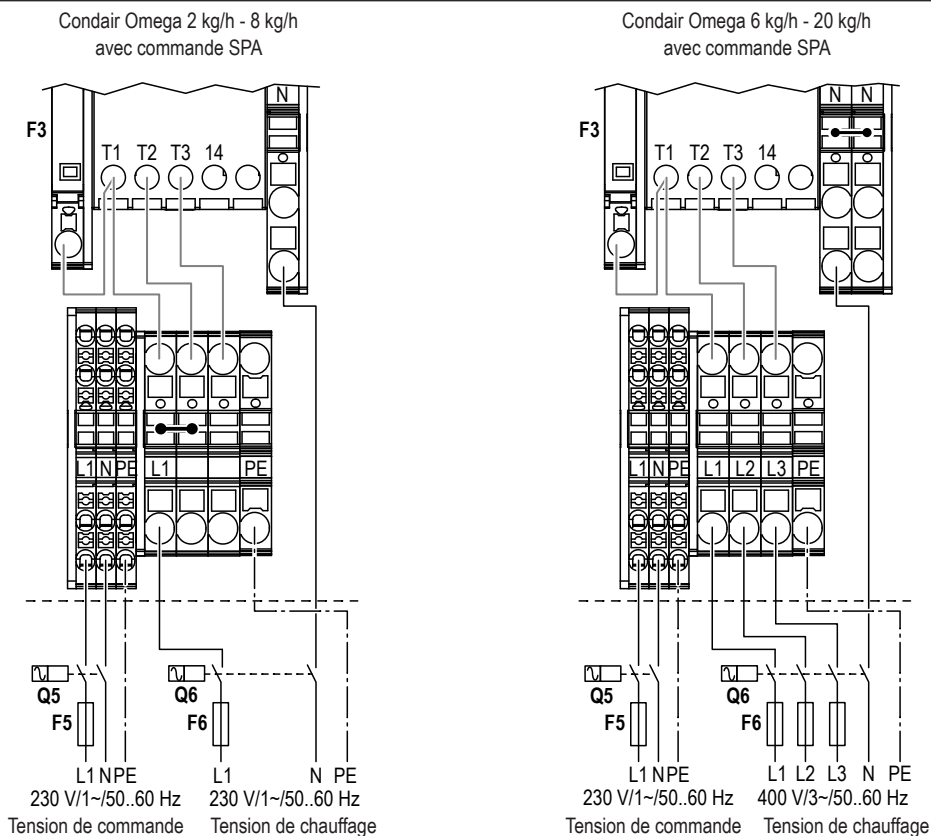 Condair Omega 2 kg/h - 8 kg/h
avec commande SPA
N
F3
T1 T2 T3 14
L1 N PE L1 PE
Q5
F5
Q6
F6
L1 N PE
L1
N PE
230 V/1~/50..60 Hz
230 V/1~/50..60 Hz
Tension de commande
Tension de chauffage
Condair Omega 6 kg/h - 20 kg/h
avec commande SPA
N N
F3
T1 T2 T3 14
L1 N PE L1 L2 L3 PE
Q5
F5
Q6
F6
L1 N PE
L1 L2 L3 N PE
230 V/1~/50..60 Hz
400 V/3~/50..60 Hz
Tension de commande
Tension de chauffage